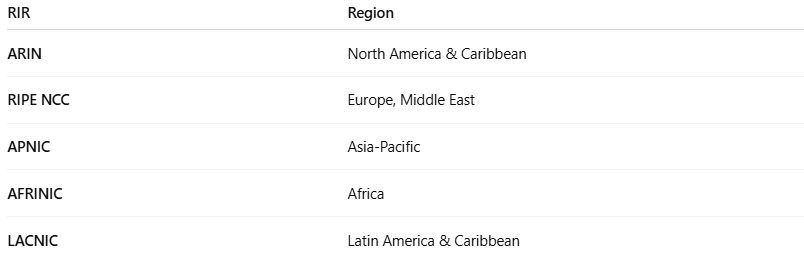 RIR Region
ARIN North America & Caribbean
RIPE NCC Europe, Middle East
APNIC Asia-Pacific
AFRINIC Africa
LACNIC Latin America & Caribbean